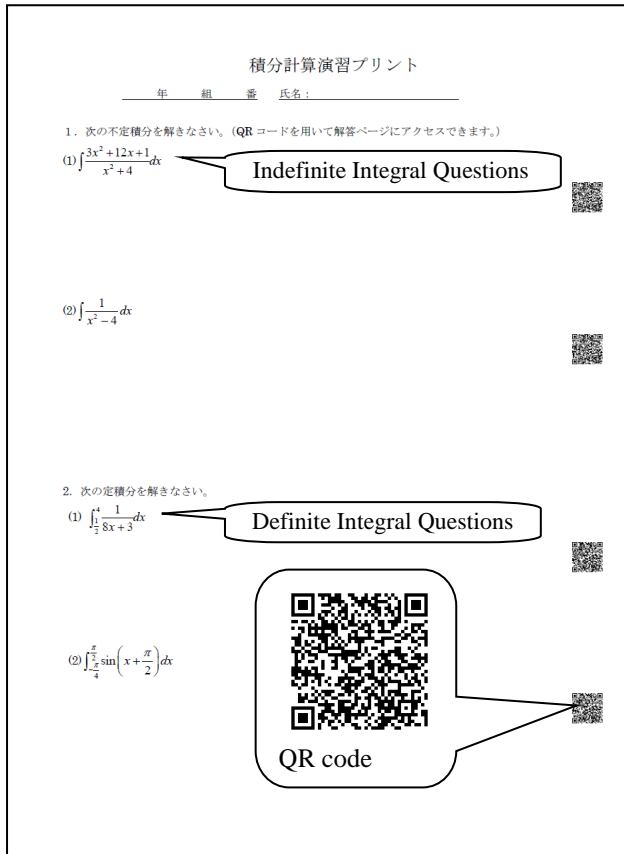 積分計算演習プリント
年 組 番 氏名：
1．次の不定積分を解きなさい。（QR コードを用いて解答ページにアクセスできます。）
(1) ∫ (3x² + 12x + 1)/(x² + 4) dx
Indefinite Integral Questions
(2) ∫ 1/(x² − 4) dx
2．次の定積分を解きなさい。
(1) ∫_{1/2}^{4} 1/(8x + 3) dx
Definite Integral Questions
(2) ∫_{-π/4}^{π/2} sin(x + π/2) dx
QR code